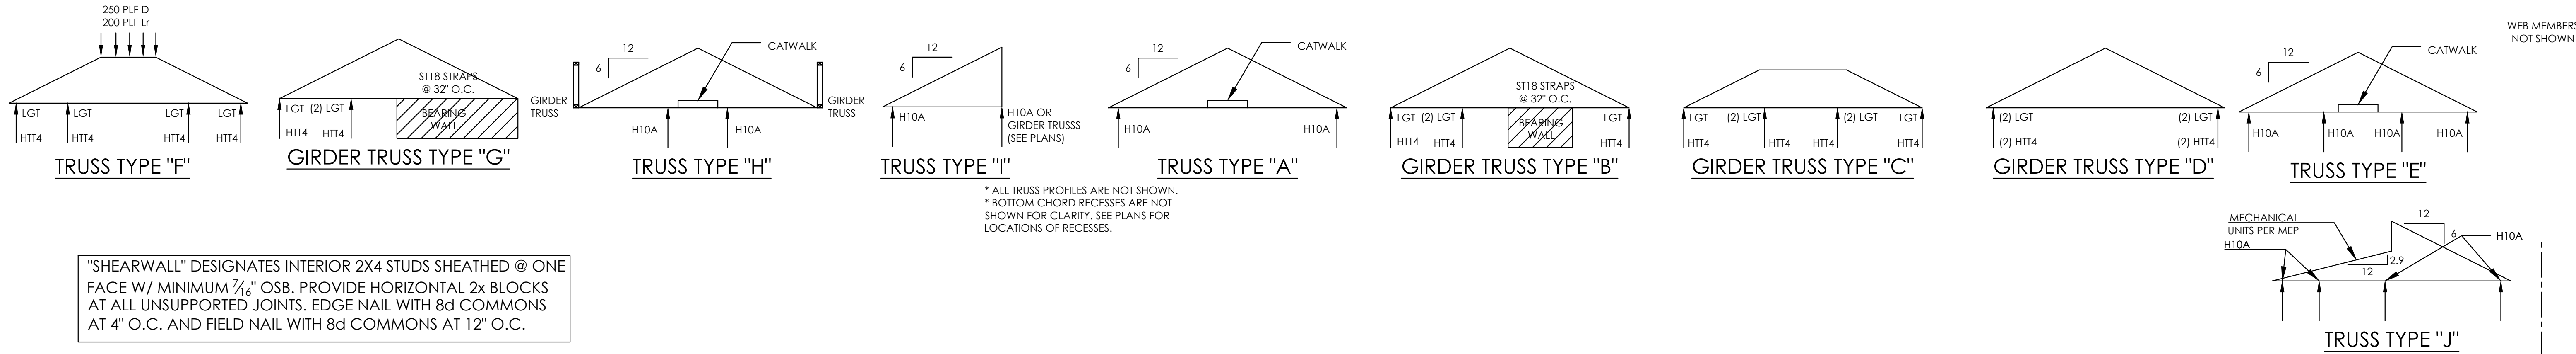 250 PLF D
200 PLF Lr
LGT
LGT
LGT
LGT
HTT4
HTT4
HTT4
HTT4
TRUSS TYPE "F"
ST18 STRAPS
@ 32" O.C.
LGT
(2) LGT
BEARING
WALL
HTT4
HTT4
GIRDER TRUSS TYPE "G"
12
6
CATWALK
GIRDER
TRUSS
GIRDER
TRUSS
H10A
H10A
TRUSS TYPE "H"
12
6
H10A
H10A OR
GIRDER TRUSSS
(SEE PLANS)
TRUSS TYPE "I"
12
6
CATWALK
H10A
H10A
TRUSS TYPE "A"
* ALL TRUSS PROFILES ARE NOT SHOWN.
* BOTTOM CHORD RECESSES ARE NOT
SHOWN FOR CLARITY. SEE PLANS FOR
LOCATIONS OF RECESSES.
ST18 STRAPS
@ 32" O.C.
LGT
(2) LGT
BEARING
WALL
LGT
HTT4
HTT4
HTT4
GIRDER TRUSS TYPE "B"
LGT
(2) LGT
(2) LGT
LGT
HTT4
HTT4
HTT4
HTT4
GIRDER TRUSS TYPE "C"
(2) LGT
(2) LGT
(2) HTT4
(2) HTT4
GIRDER TRUSS TYPE "D"
12
6
CATWALK
H10A
H10A
H10A
H10A
TRUSS TYPE "E"
WEB MEMBERS
NOT SHOWN
MECHANICAL
UNITS PER MEP
H10A
12
6
H10A
2.9
12
TRUSS TYPE "J"
"SHEARWALL" DESIGNATES INTERIOR 2X4 STUDS SHEATHED @ ONE
FACE W/ MINIMUM 7/16" OSB. PROVIDE HORIZONTAL 2x BLOCKS
AT ALL UNSUPPORTED JOINTS. EDGE NAIL WITH 8d COMMONS
AT 4" O.C. AND FIELD NAIL WITH 8d COMMONS AT 12" O.C.